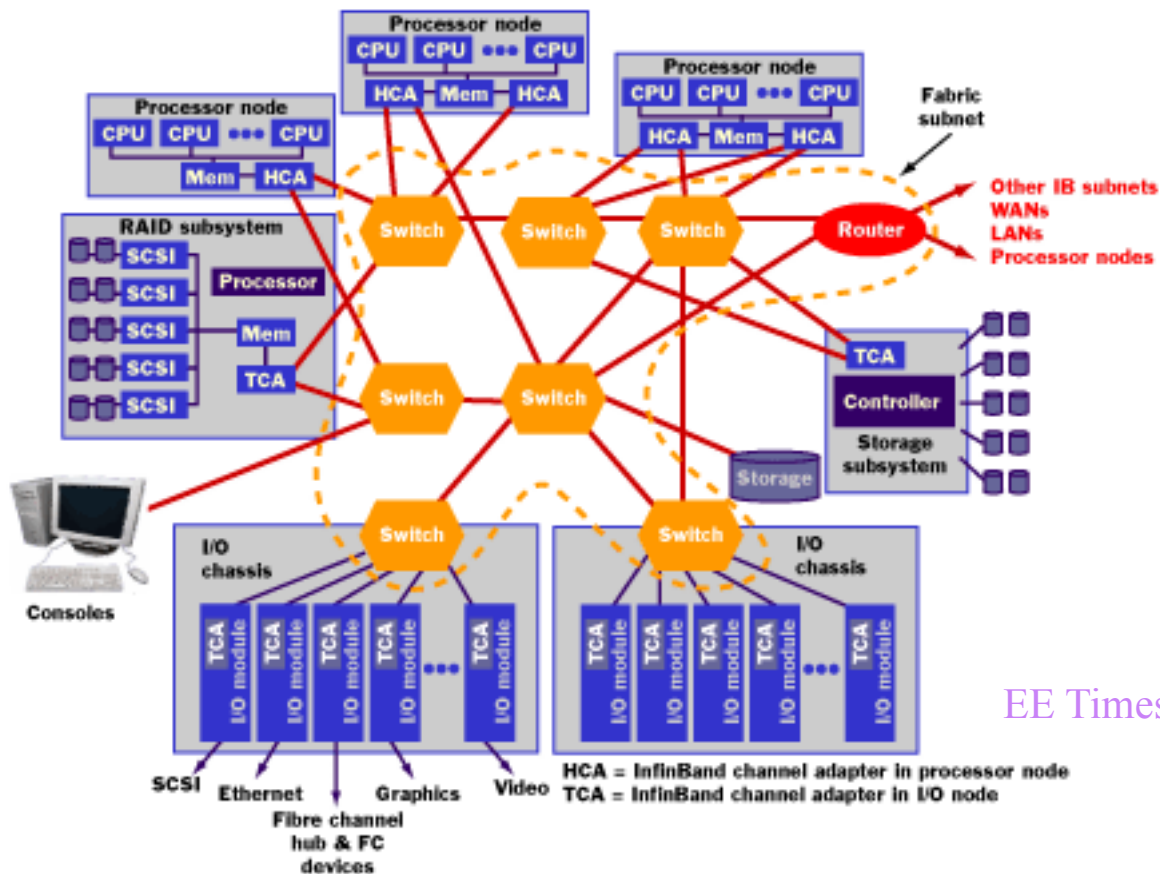 Processor node
CPU CPU CPU
HCA Mem HCA
Processor node
CPU CPU CPU
HCA Mem HCA
Fabric
subnet
Processor node
CPU CPU CPU
Mem HCA
Other IB subnets
WANs
LANs
Processor nodes
Switch Switch Switch Router
RAID subsystem
SCSI
SCSI
SCSI
SCSI
SCSI
Processor
Mem
TCA
TCA
Controller
Storage
subsystem
Switch Switch
Storage
Consoles
I/O
chassis
Switch
TCA I/O module
TCA I/O module
TCA I/O module
TCA I/O module
TCA I/O module
SCSI
Ethernet
Fibre channel
hub & FC
devices
Graphics
Video
Switch
I/O
chassis
TCA I/O module
TCA I/O module
TCA I/O module
TCA I/O module
TCA I/O module
HCA = InfinBand channel adapter in processor node
TCA = InfinBand channel adapter in I/O node
EE Times